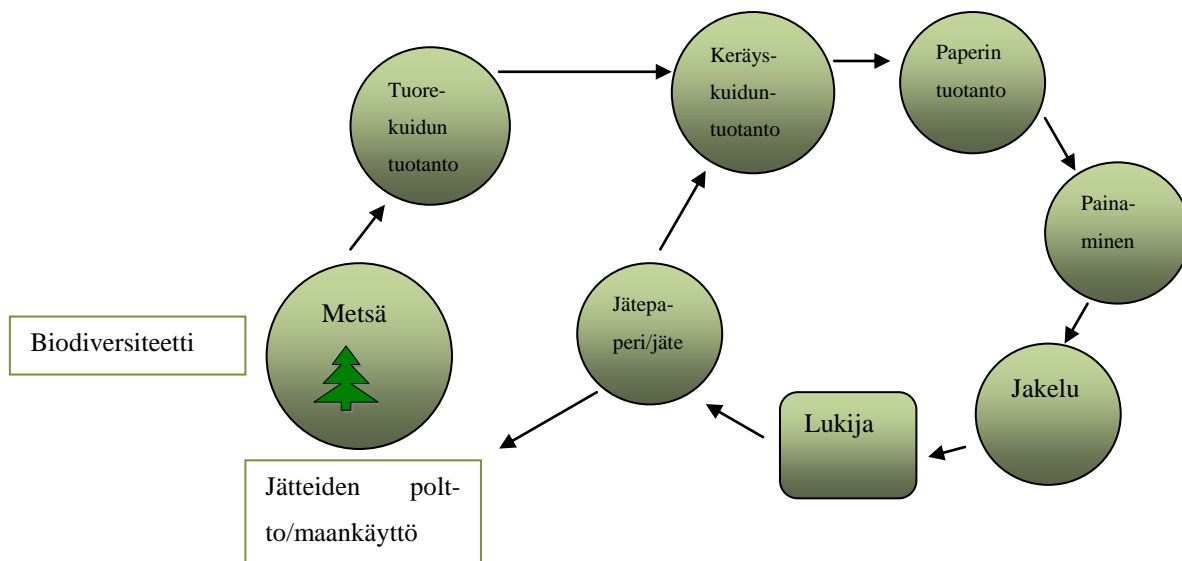 Tuore-
kuidun
tuotanto
Keräys-
kuidun-
tuotanto
Paperin
tuotanto
Paina-
minen
Jakelu
Lukija
Jätepa-
peri/jäte
Metsä
Biodiversiteetti
Jätteiden polt-
to/maankäyttö